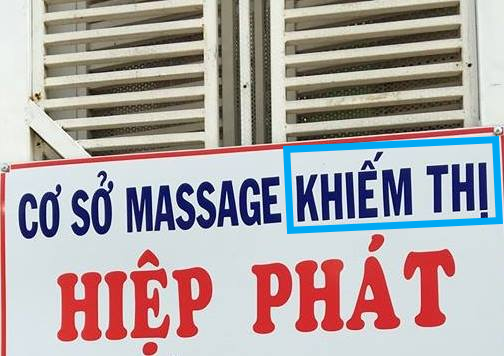 CƠ SỞ MASSAGE KHIẾM THỊ
HIỆP PHÁT